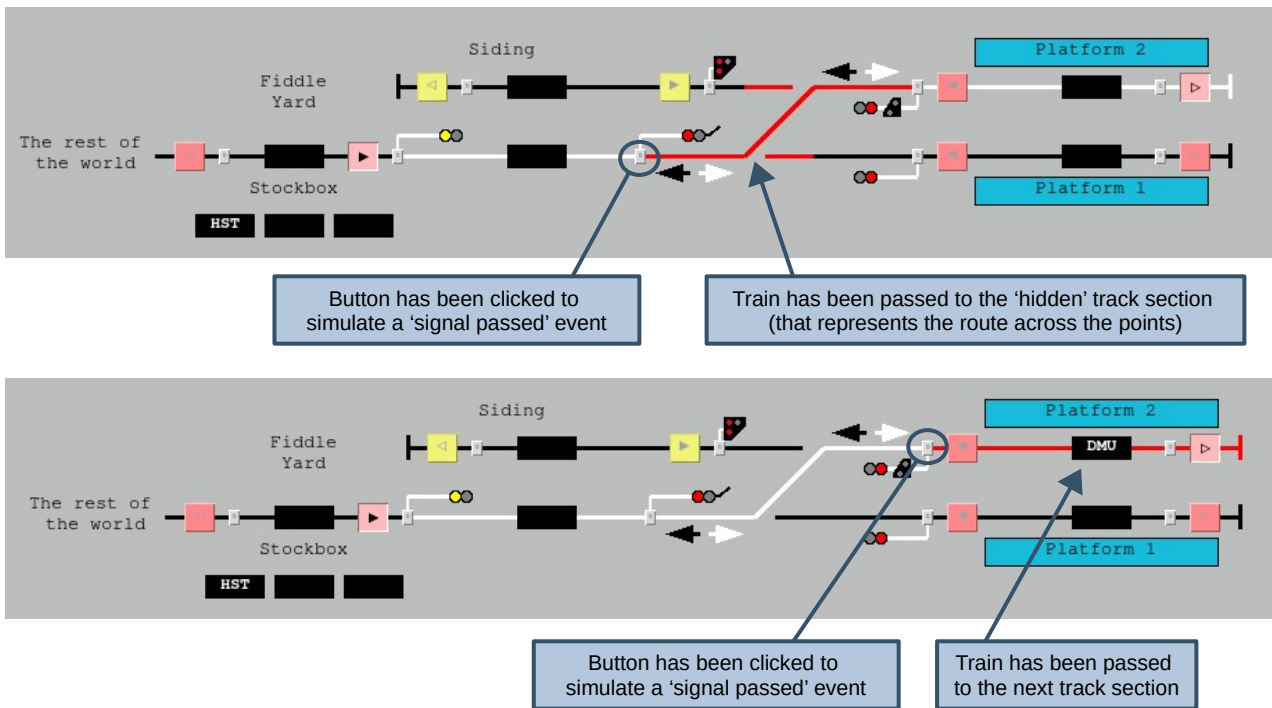 Siding
Platform 2
Fiddle
Yard
The rest of
the world
Stockbox
Platform 1
HST
Button has been clicked to
simulate a ‘signal passed’ event
Train has been passed to the ‘hidden’ track section
(that represents the route across the points)
Siding
Platform 2
Fiddle
Yard
DMU
The rest of
the world
Stockbox
Platform 1
HST
Button has been clicked to
simulate a ‘signal passed’ event
Train has been passed
to the next track section